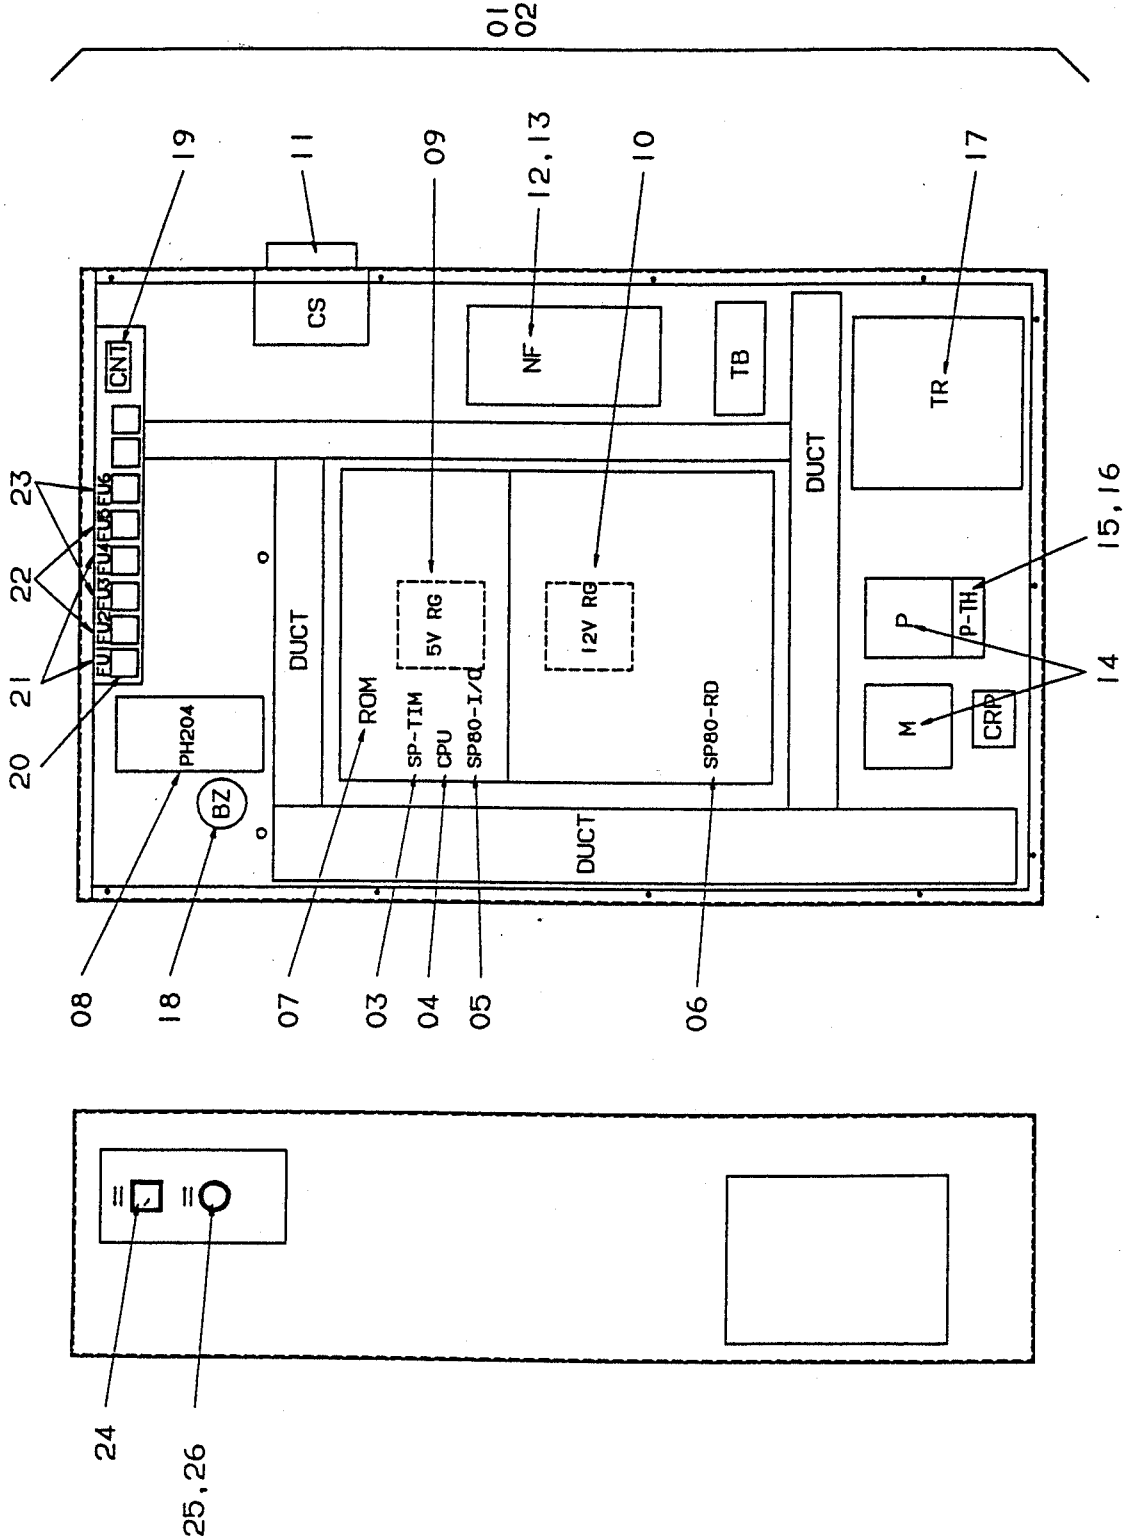 01
02
19
11
09
12,13
10
17
CNT
CS
NF
TB
TR
23
22
21
20
FU1
FU2
FU3
FU4
FU5
FU6
DUCT
DUCT
DUCT
5V RG
12V RG
ROM
SP-TIM
CPU
SP80-I/O
SP80-RD
PH204
BZ
P
P-TH
M
CRP
15,16
14
08
18
07
03
04
05
06
24
25,26